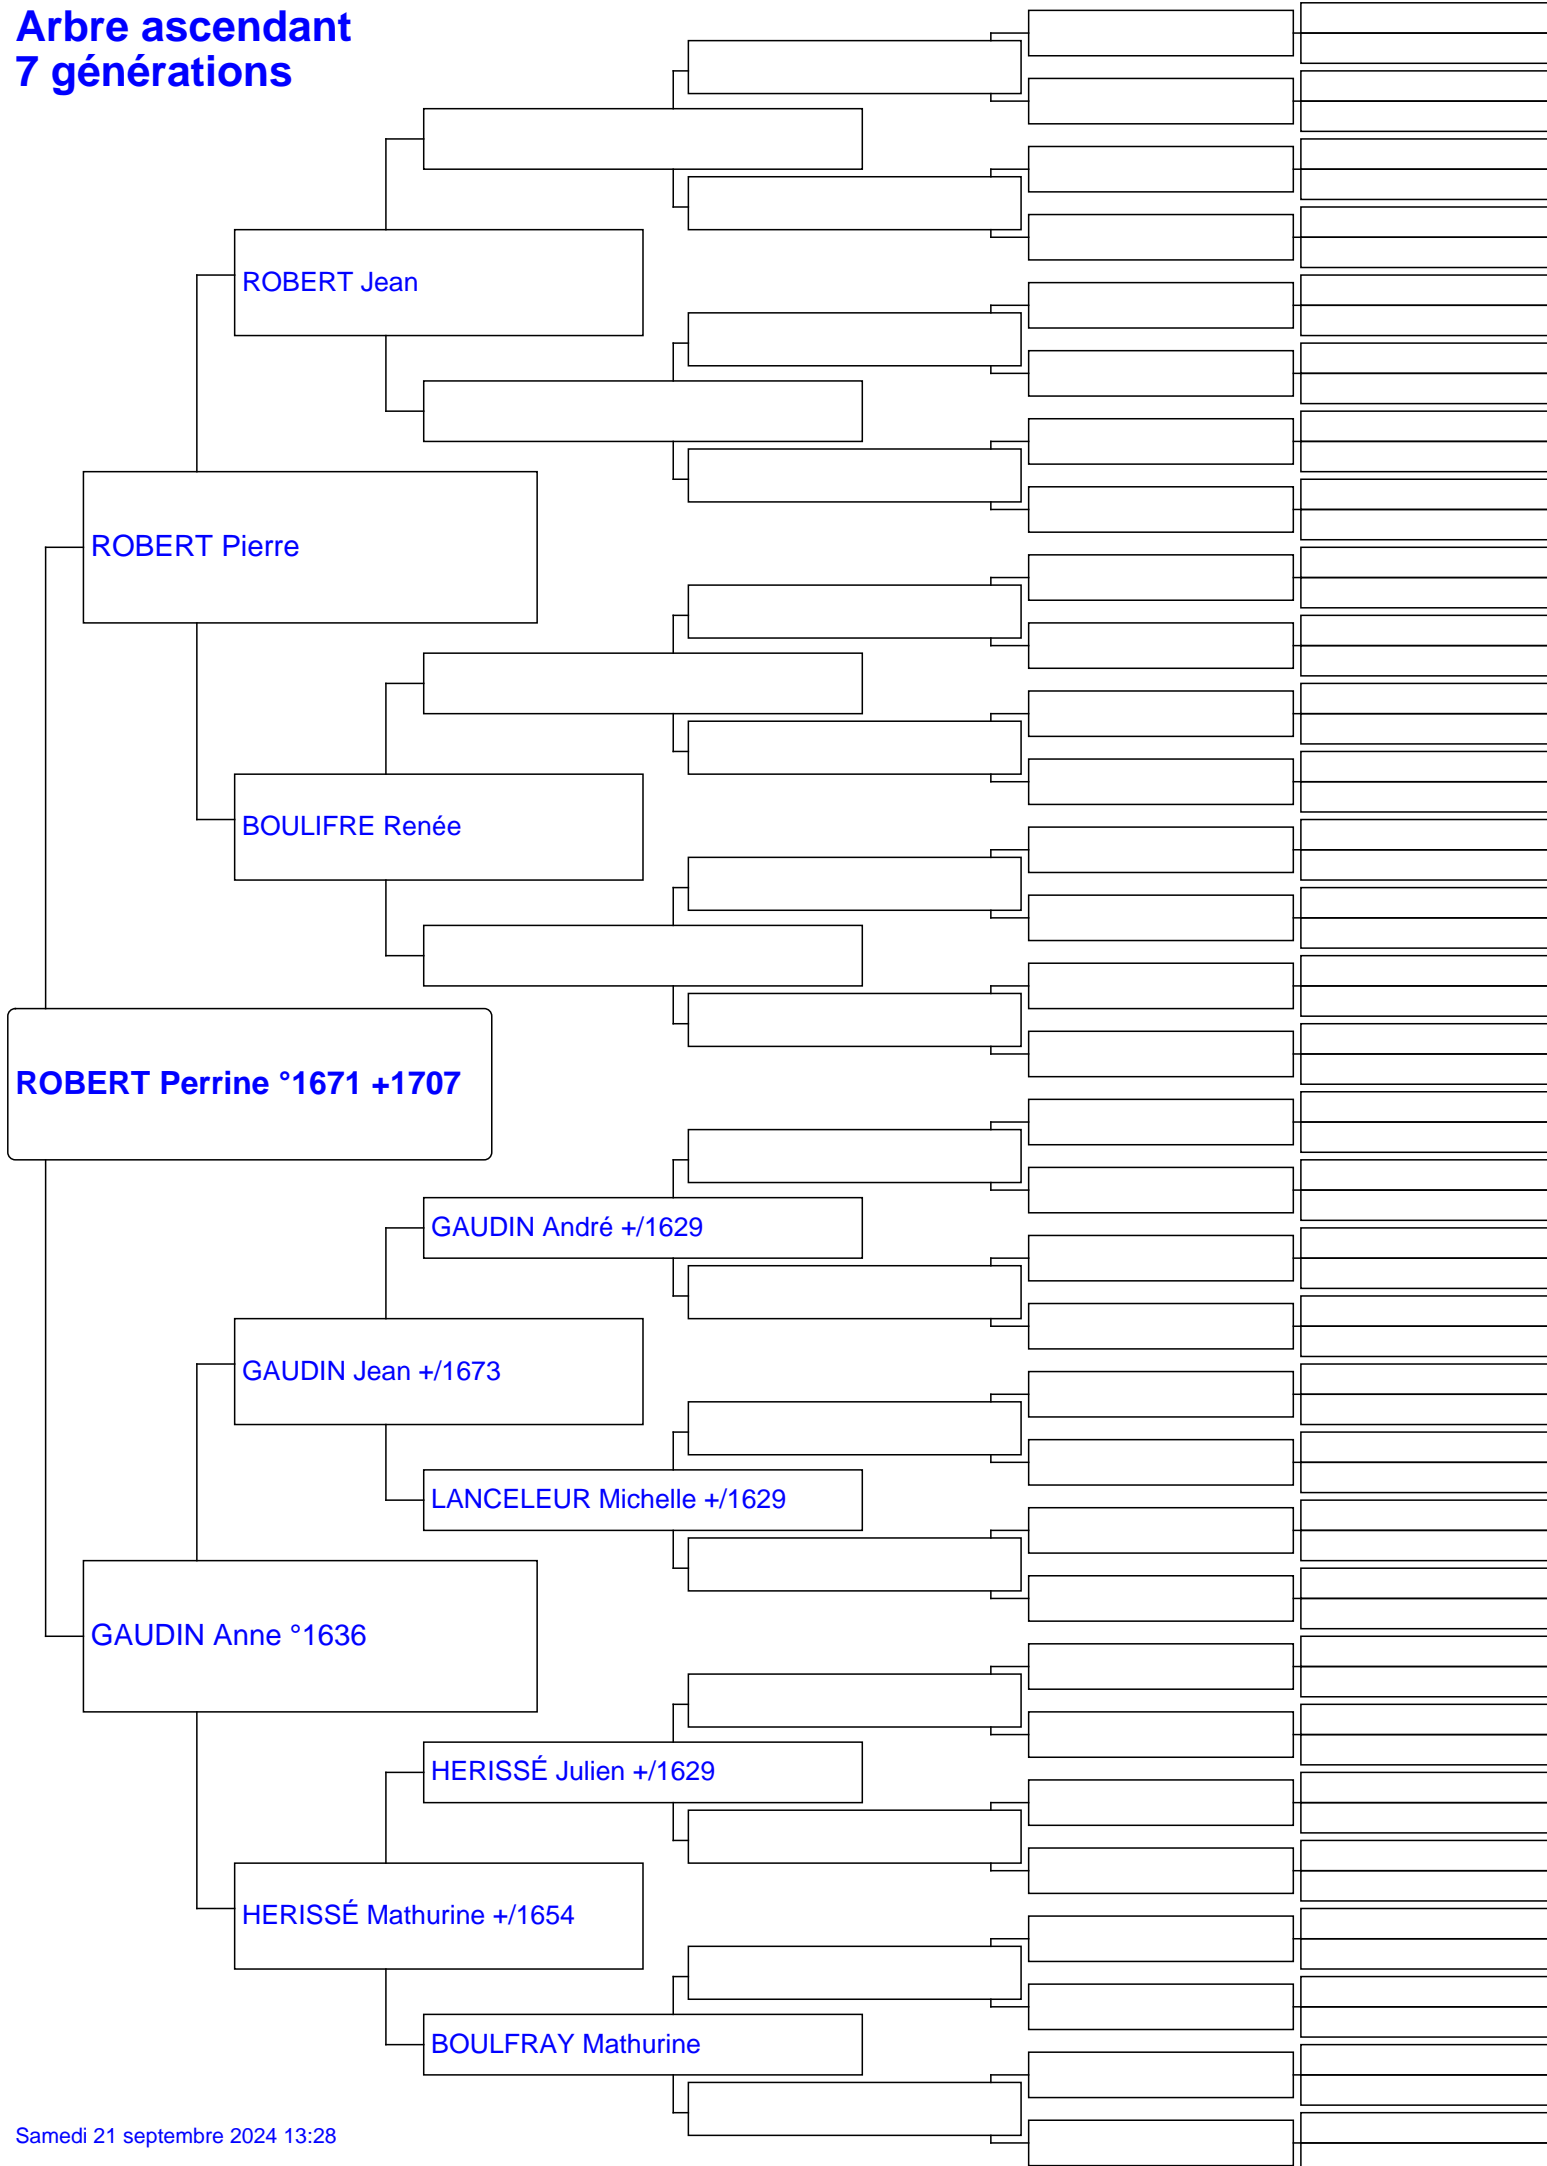 Arbre ascendant
7 générations
ROBERT Jean
ROBERT Pierre
BOULIFRE Renée
ROBERT Perrine °1671 +1707
GAUDIN André +/1629
GAUDIN Jean +/1673
LANCELEUR Michelle +/1629
GAUDIN Anne °1636
HERISSÉ Julien +/1629
HERISSÉ Mathurine +/1654
BOULFRAY Mathurine
Samedi 21 septembre 2024 13:28